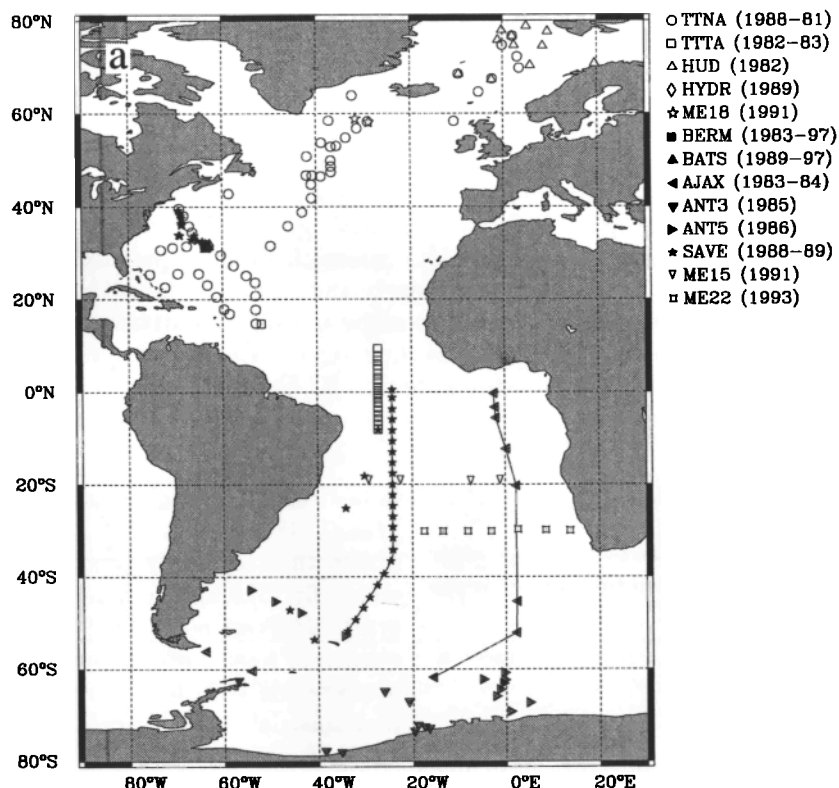 a
80°N
60°N
40°N
20°N
0°N
20°S
40°S
60°S
80°S
80°W 60°W 40°W 20°W 0°E 20°E
TTNA (1988-81)
TTTA (1982-83)
HUD (1982)
HYDR (1989)
ME18 (1991)
BERM (1983-97)
BATS (1989-97)
AJAX (1983-84)
ANT3 (1985)
ANT5 (1986)
SAVE (1988-89)
ME15 (1991)
ME22 (1993)